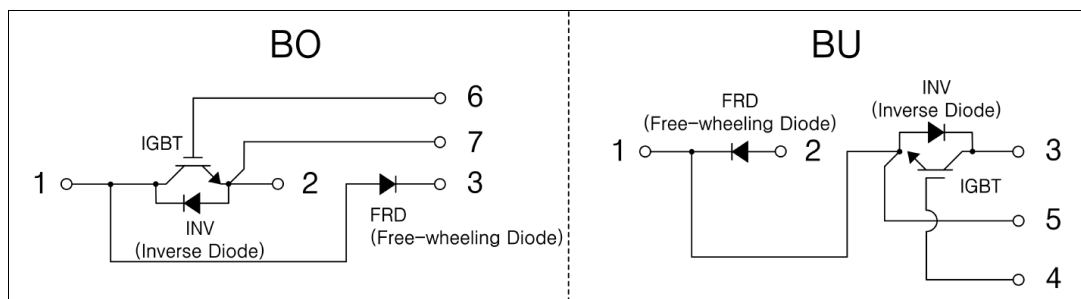 BO
6
7
IGBT
1
2
3
INV
(Inverse Diode)
FRD
(Free-wheeling Diode)
BU
INV
(Inverse Diode)
FRD
(Free-wheeling Diode)
1
2
3
IGBT
5
4